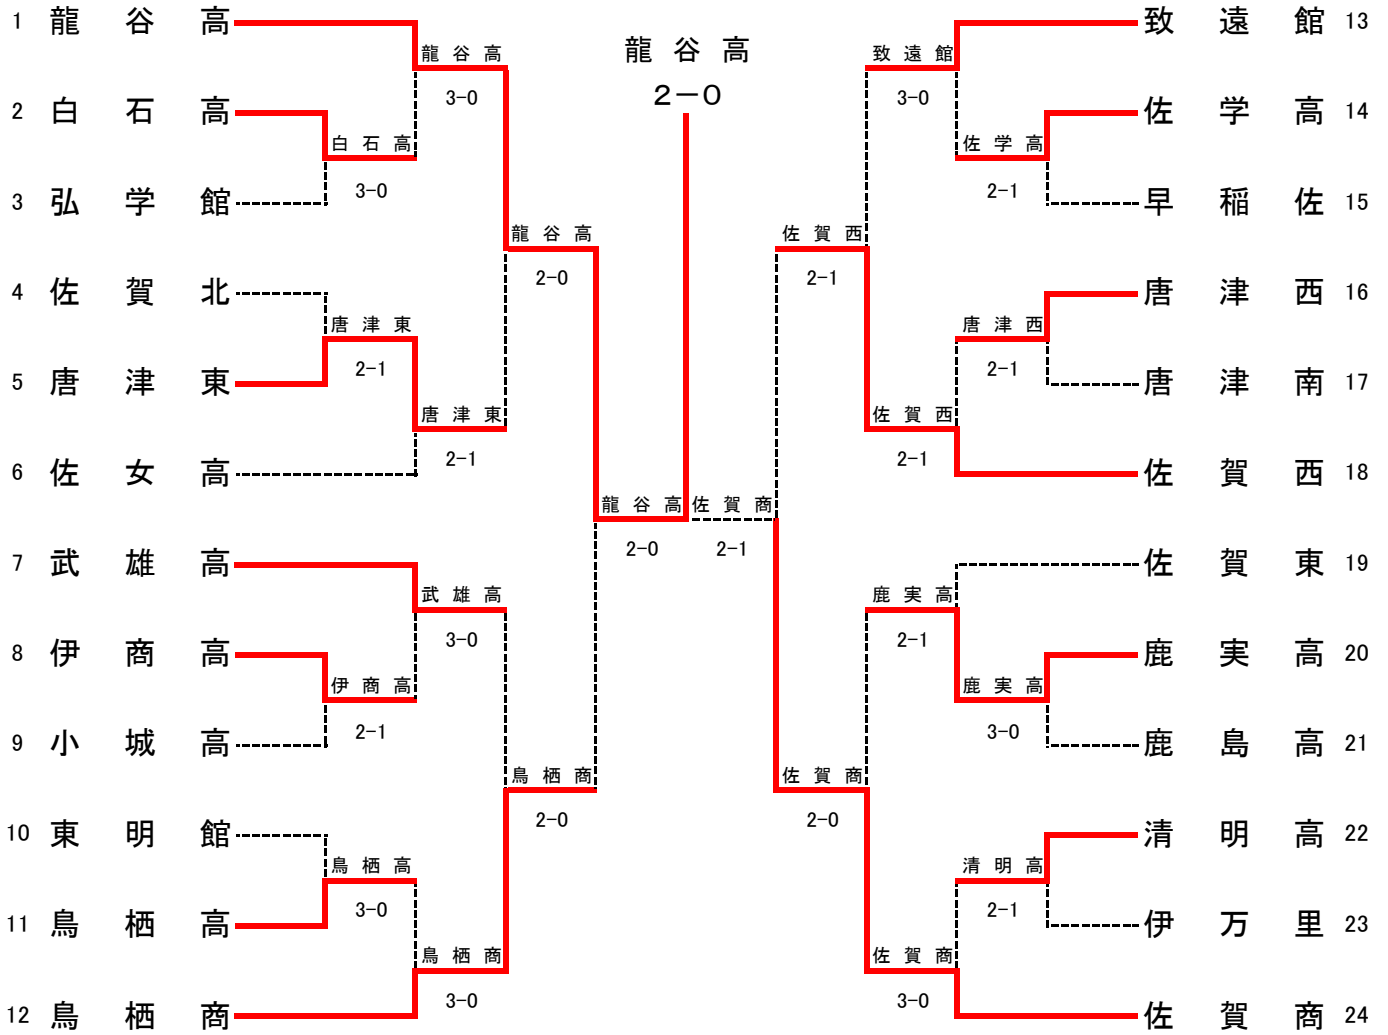 1 龍谷高
2 白石高
3 弘学館
4 佐賀北
5 唐津東
6 佐女高
7 武雄高
8 伊商高
9 小城高
10 東明館
11 鳥栖高
12 鳥栖商
白石高
3-0
唐津東
2-1
伊商高
2-1
鳥栖高
3-0
龍谷高
3-0
唐津東
2-1
武雄高
3-0
鳥栖商
3-0
龍谷高
2-0
鳥栖商
2-0
龍谷高
2-0
龍谷高
2−0
佐賀商
2-1
佐賀西
2-1
佐賀商
2-0
致遠館
3-0
佐賀西
2-1
鹿実高
2-1
佐賀商
3-0
佐学高
2-1
唐津西
2-1
鹿実高
3-0
清明高
2-1
致遠館 13
佐学高 14
早稲佐 15
唐津西 16
唐津南 17
佐賀西 18
佐賀東 19
鹿実高 20
鹿島高 21
清明高 22
伊万里 23
佐賀商 24